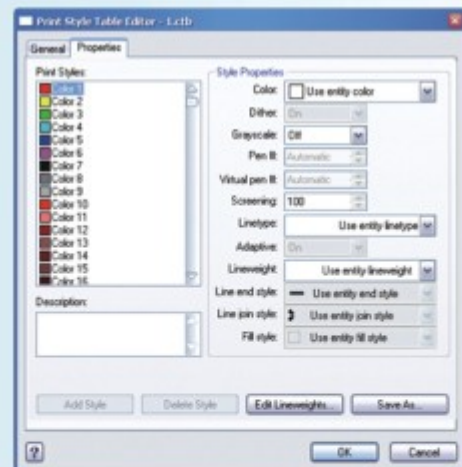 Print Style Table Editor - 1.ctb
General
Properties
Print Styles:
Color 1
Color 2
Color 3
Color 4
Color 5
Color 6
Color 7
Color 8
Color 9
Color 10
Color 11
Color 12
Color 13
Color 14
Color 15
Color 16
Description:
Style Properties
Color: Use entity color
Dither: On
Grayscale: Off
Pen #: Automatic
Virtual pen #: Automatic
Screening: 100
Linetype: Use entity linetype
Adaptive: On
Lineweight: Use entity lineweight
Line end style: Use entity end style
Line join style: Use entity join style
Fill style: Use entity fill style
Add Style
Delete Style
Edit Lineweights...
Save As...
?
OK
Cancel